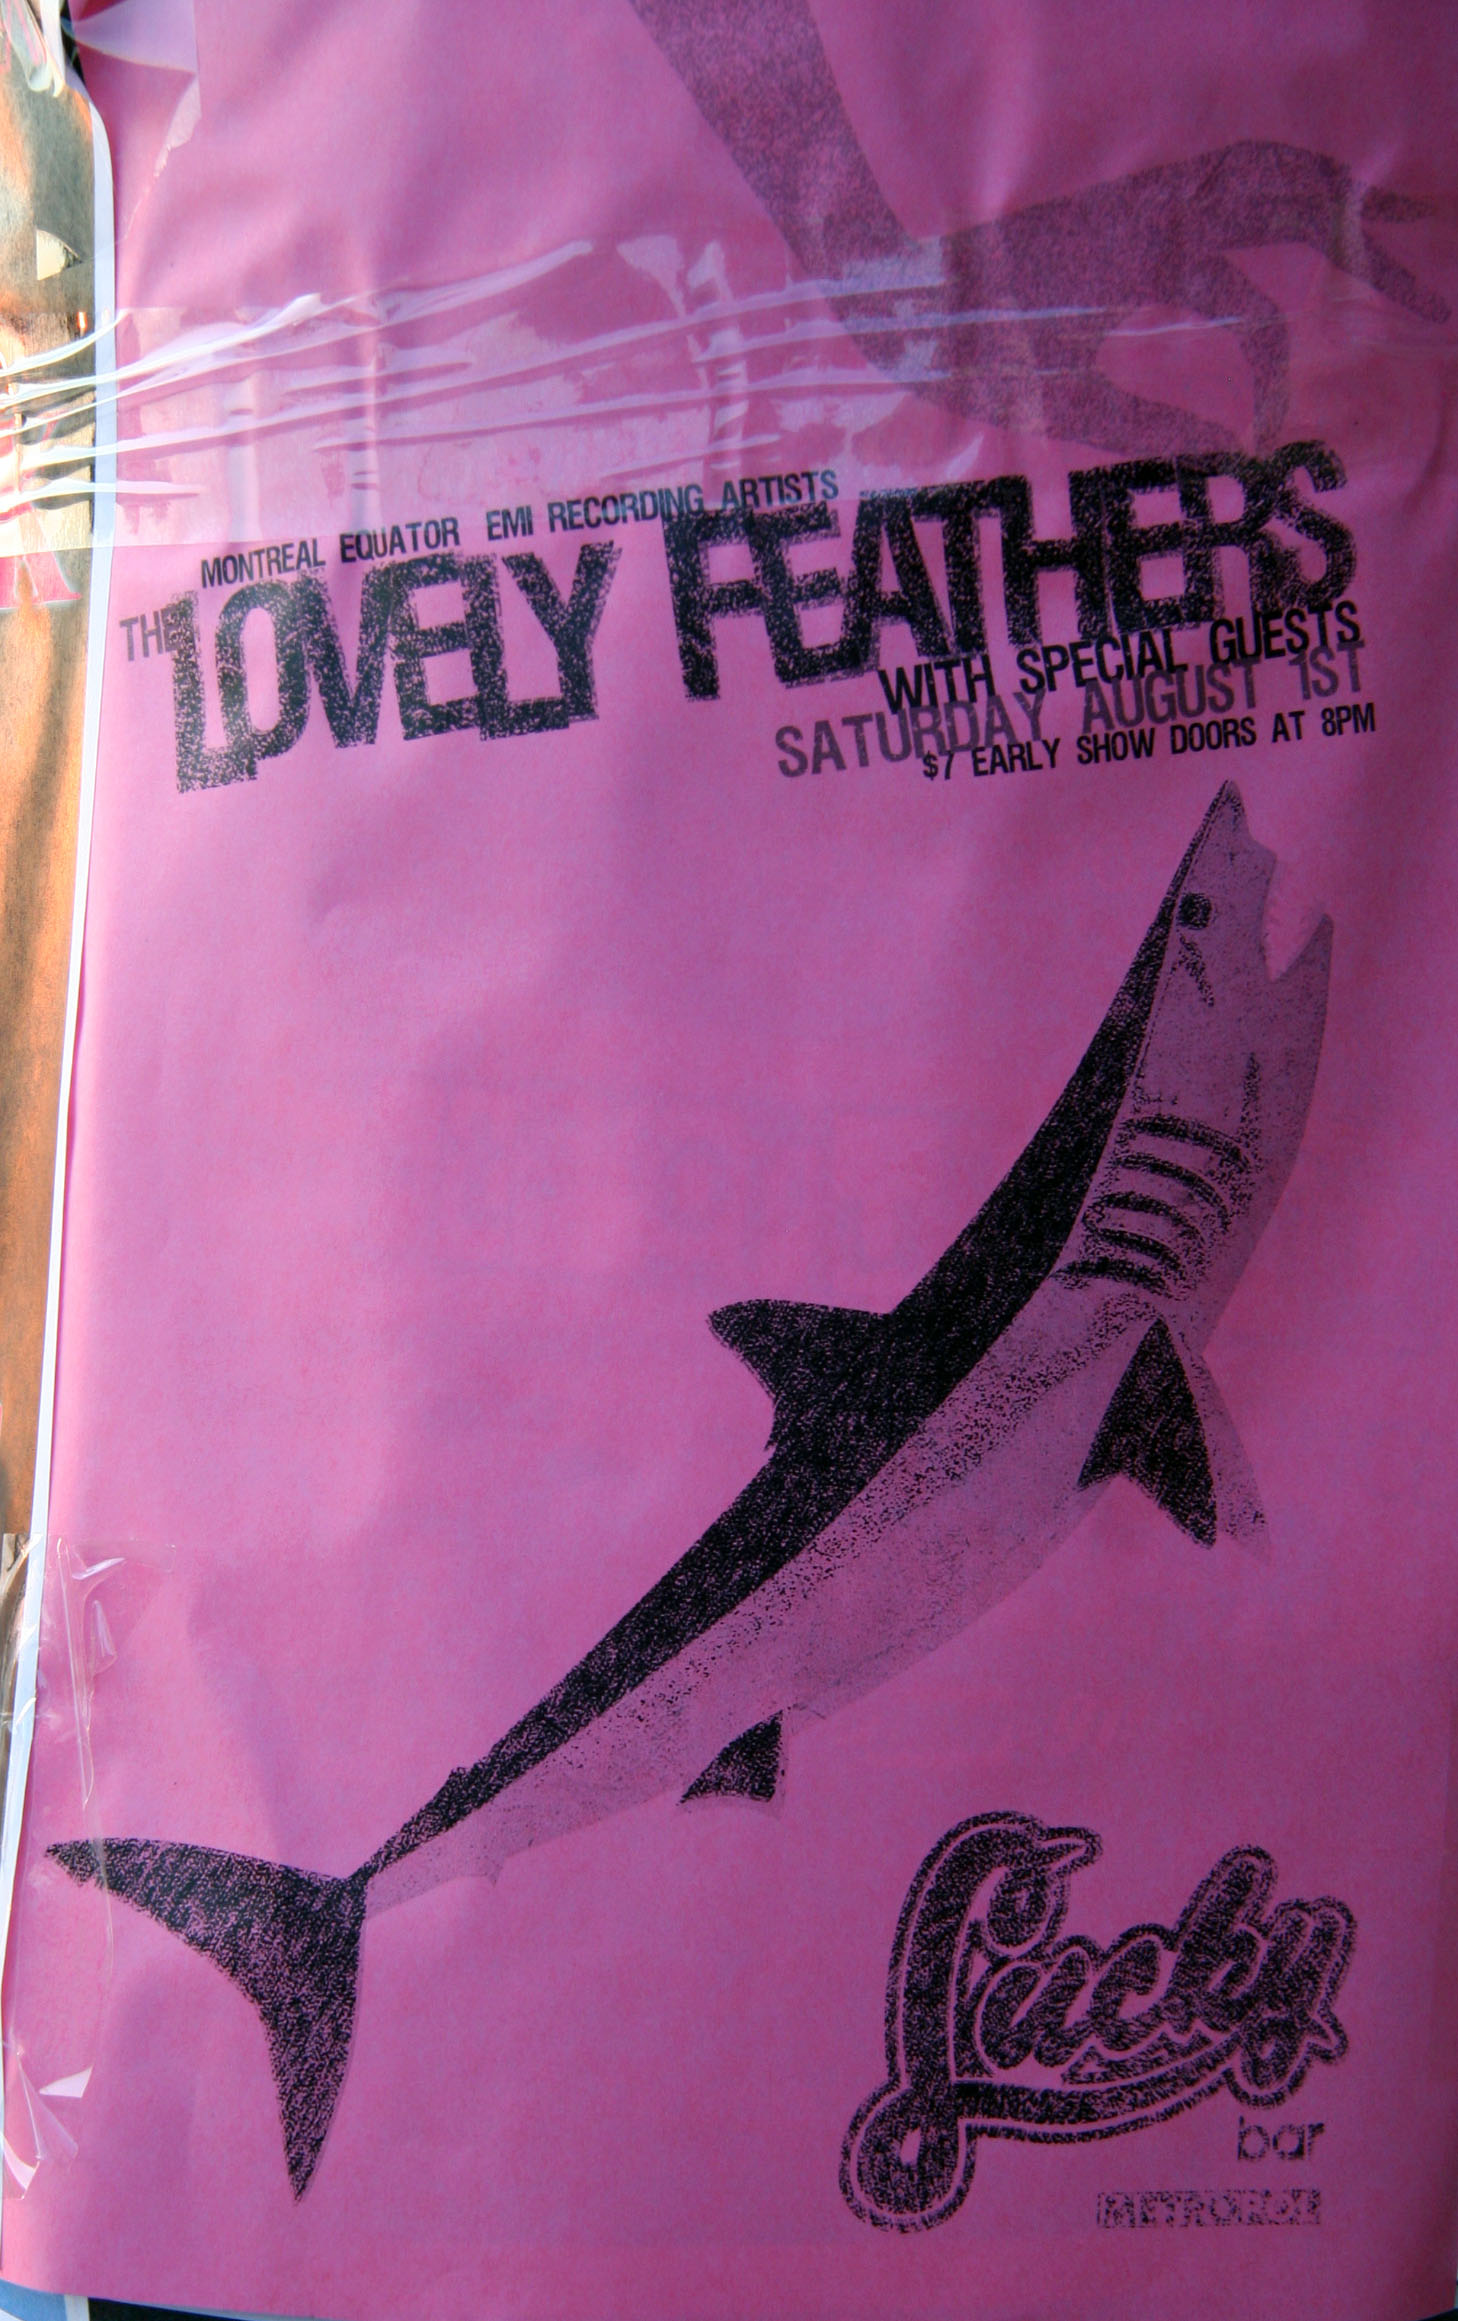 MONTREAL EQUATOR EMI RECORDING ARTISTS
THE LOVELY FEATHERS
WITH SPECIAL GUESTS
SATURDAY AUGUST 1ST
$7 EARLY SHOW DOORS AT 8PM
Lucky
bar